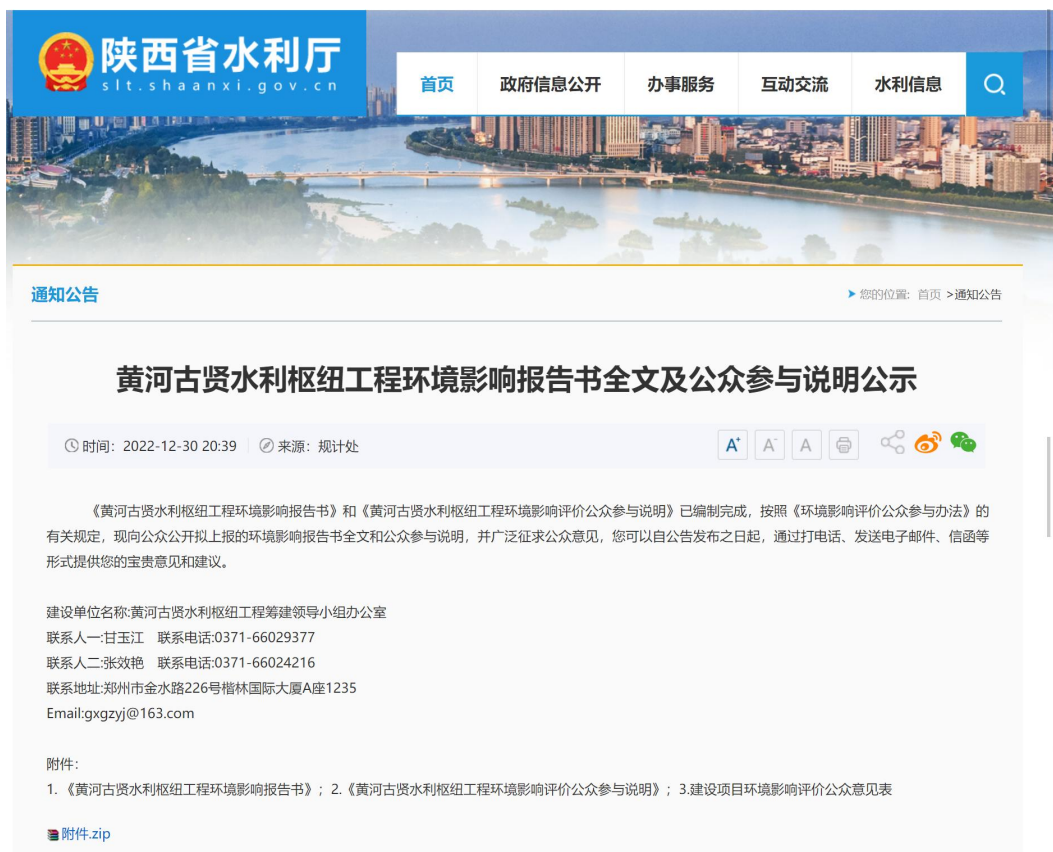 陕西省水利厅
slt.shaanxi.gov.cn
首页
政府信息公开
办事服务
互动交流
水利信息
通知公告
您的位置: 首页 >通知公告
黄河古贤水利枢纽工程环境影响报告书全文及公众参与说明公示
时间：2022-12-30 20:39 来源：规计处
A+ A- A
《黄河古贤水利枢纽工程环境影响报告书》和《黄河古贤水利枢纽工程环境影响评价公众参与说明》已编制完成，按照《环境影响评价公众参与办法》的
有关规定，现向公众公开拟上报的环境影响报告书全文和公众参与说明，并广泛征求公众意见，您可以自公告发布之日起，通过打电话、发送电子邮件、信函等
形式提供您的宝贵意见和建议。
建设单位名称:黄河古贤水利枢纽工程筹建领导小组办公室
联系人一:甘玉江 联系电话:0371-66029377
联系人二:张效艳 联系电话:0371-66024216
联系地址:郑州市金水路226号楷林国际大厦A座1235
Email:gxgzyj@163.com
附件：
1. 《黄河古贤水利枢纽工程环境影响报告书》；2.《黄河古贤水利枢纽工程环境影响评价公众参与说明》；3.建设项目环境影响评价公众意见表
附件.zip